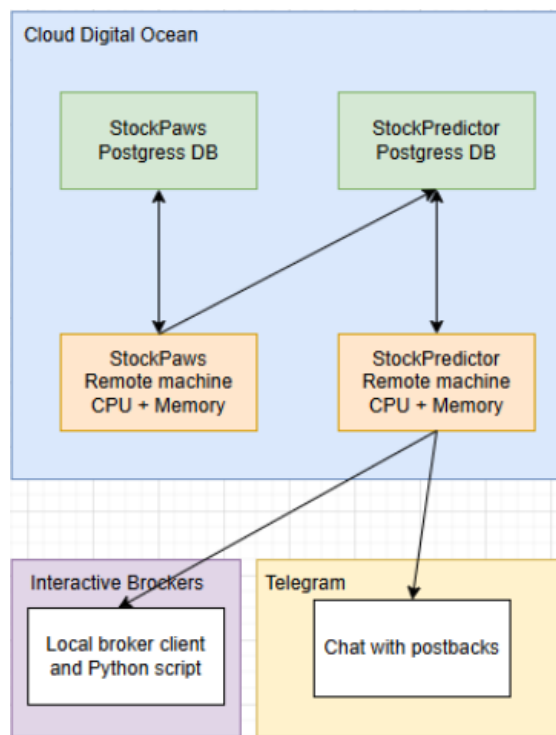 Cloud Digital Ocean
StockPaws
Postgress DB
StockPredictor
Postgress DB
StockPaws
Remote machine
CPU + Memory
StockPredictor
Remote machine
CPU + Memory
Interactive Brockers
Local broker client
and Python script
Telegram
Chat with postbacks